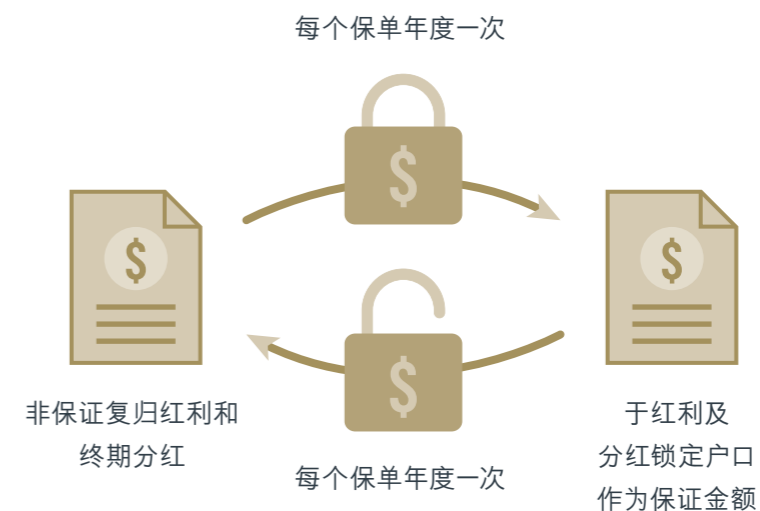 每个保单年度一次
$
$
$
$
非保证复归红利和
终期分红
每个保单年度一次
于红利及
分红锁定户口
作为保证金额